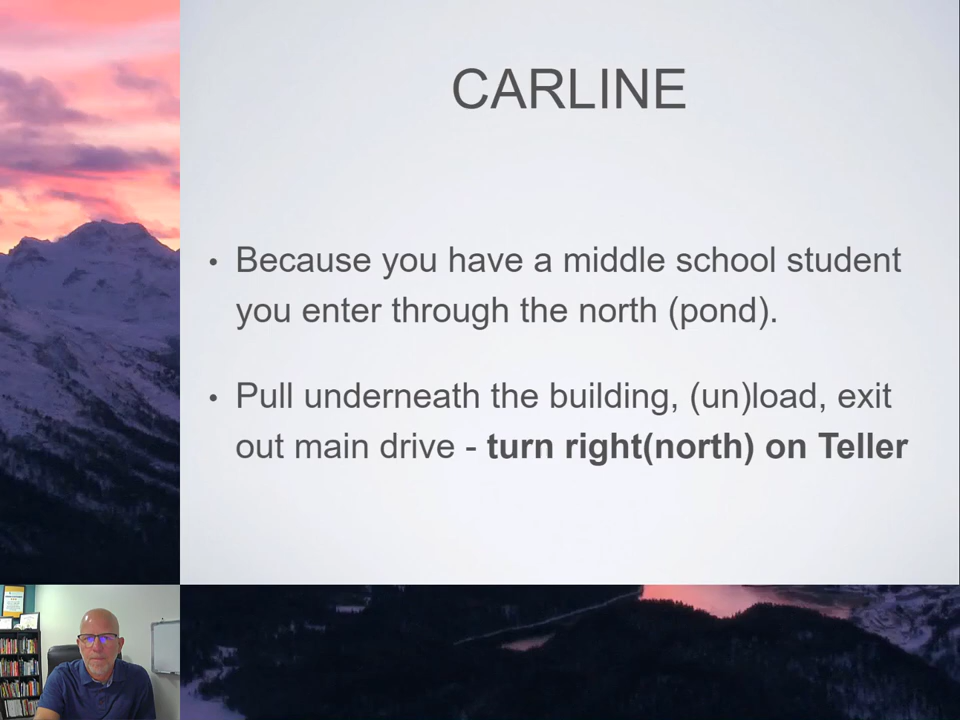 CARLINE
• Because you have a middle school student
you enter through the north (pond).
• Pull underneath the building, (un)load, exit
out main drive - turn right(north) on Teller